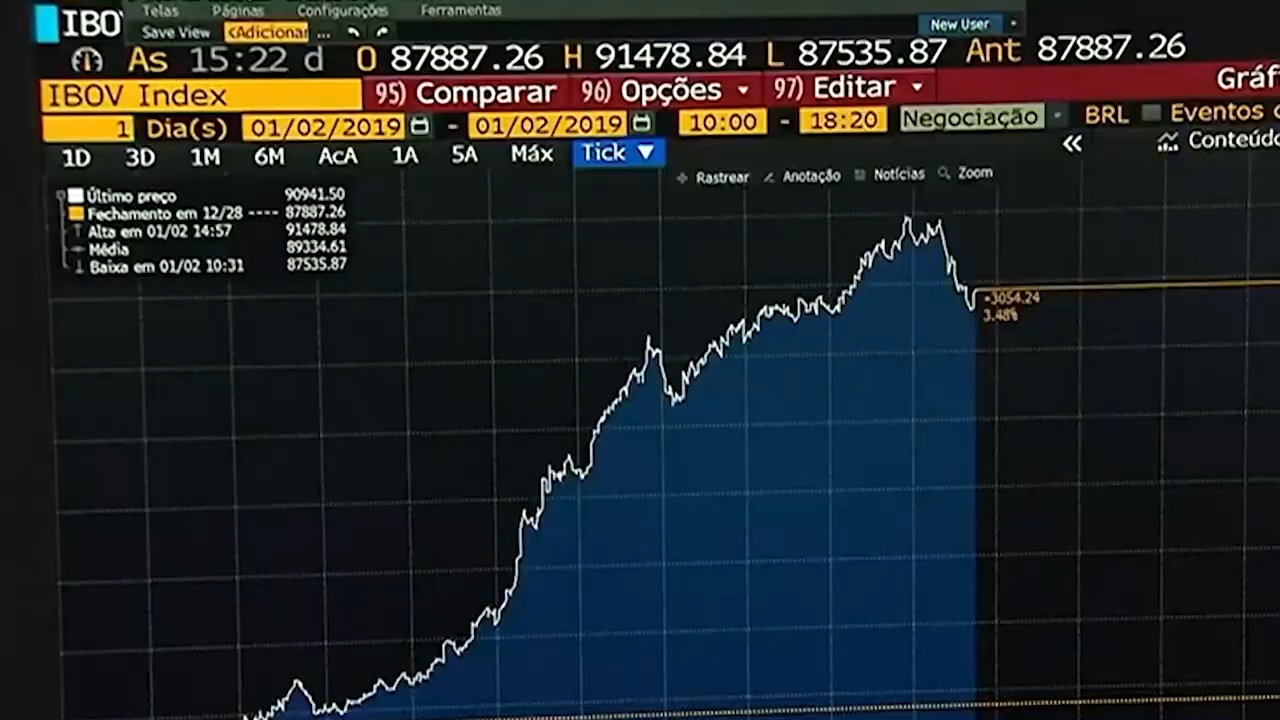 Telas Páginas Configurações Ferramentas
IBOV
Save View <Adicionar ... New User
As 15:22 d O 87887.26 H 91478.84 L 87535.87 Ant 87887.26
IBOV Index 95) Comparar 96) Opções 97) Editar Gráf
1 Dia(s) 01/02/2019 - 01/02/2019 10:00 - 18:20 Negociação BRL Eventos
1D 3D 1M 6M AcA 1A 5A Máx Tick ▼ « Conteúdo
Rastrear Anotação Notícias Zoom
Último preço 90941.50
Fechamento em 12/28 ---- 87887.26
Alta em 01/02 14:57 91478.84
Média 89334.61
Baixa em 01/02 10:31 87535.87
+3054.24
3.48%